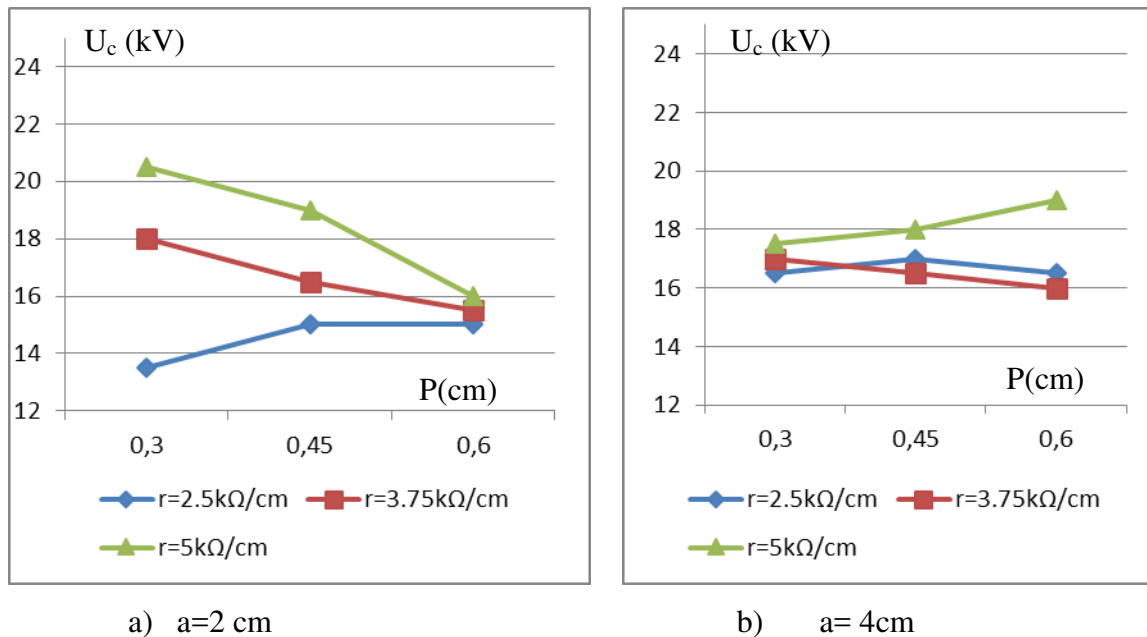 U_c (kV)
24
22
20
18
16
14
12
P(cm)
0,3 0,45 0,6
r=2.5kΩ/cm r=3.75kΩ/cm
r=5kΩ/cm
a) a=2 cm
U_c (kV)
24
22
20
18
16
14
12
P(cm)
0,3 0,45 0,6
r=2.5kΩ/cm r=3.75kΩ/cm
r=5kΩ/cm
b) a= 4cm